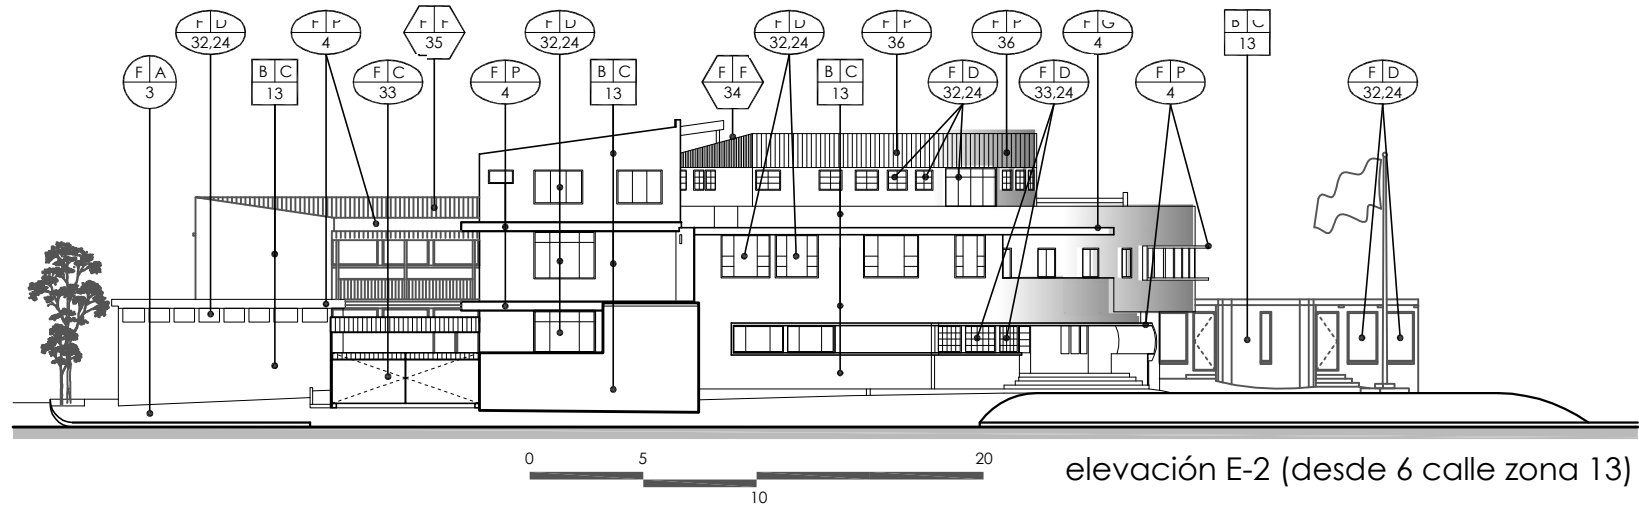 F D F P F F F D F D F P F P F G B C
32,24 4 35 32,24 32,24 36 36 4 13
F A B C F C F P B C F F B C F D F D F P F D
3 13 33 4 13 34 13 32,24 33,24 4 32,24
0 5 20
10
elevación E-2 (desde 6 calle zona 13)